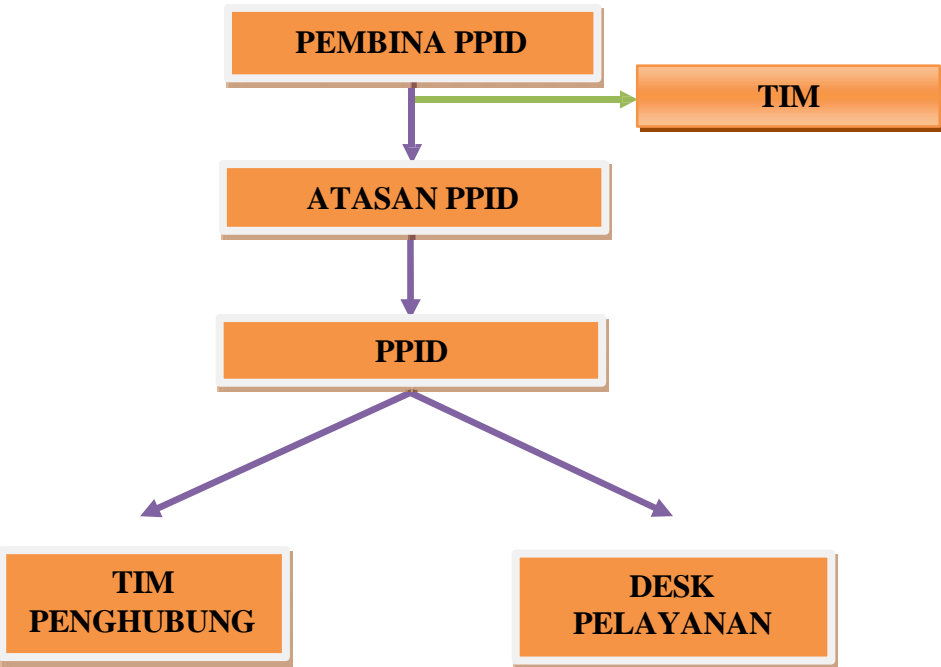 PEMBINA PPID
TIM
ATASAN PPID
PPID
TIM
PENGHUBUNG
DESK
PELAYANAN